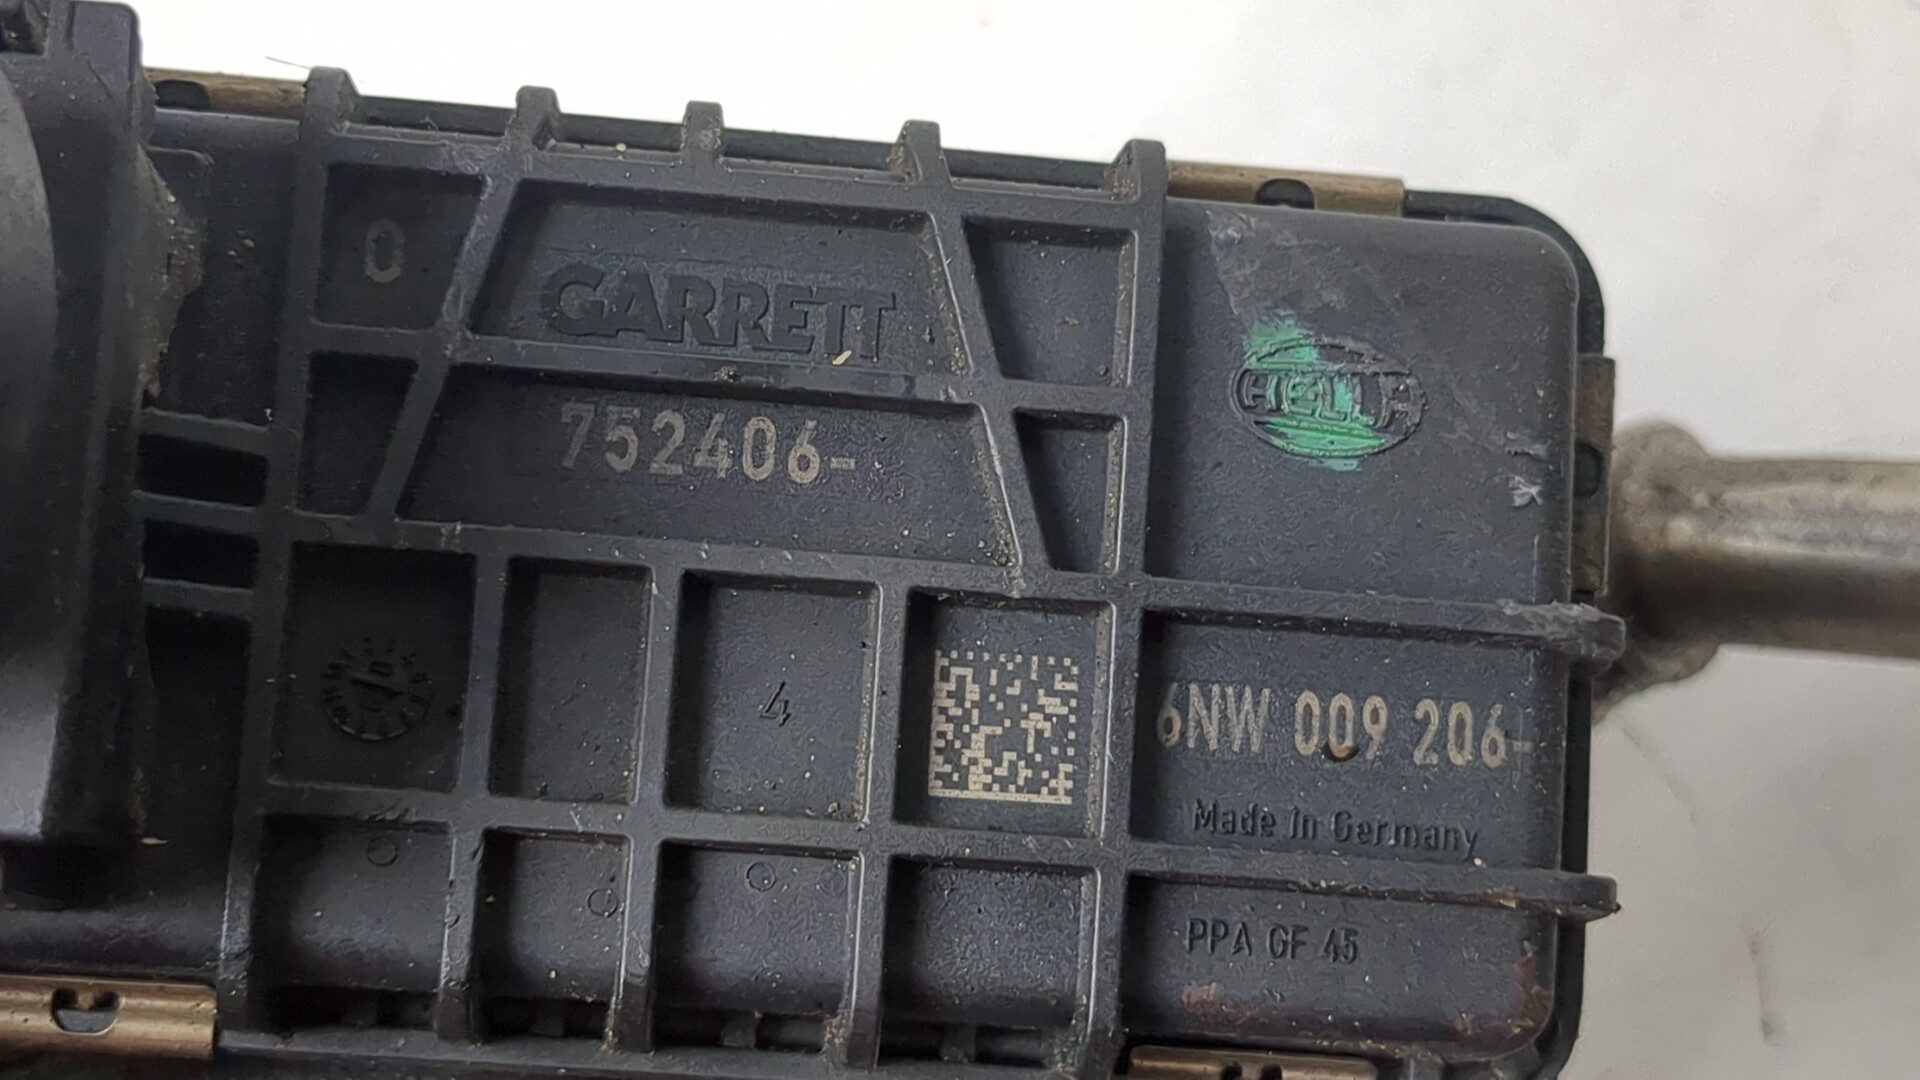 0
GARRETT
HELLA
752406-
4
6NW 009 206-
Made in Germany
PPA GF 45